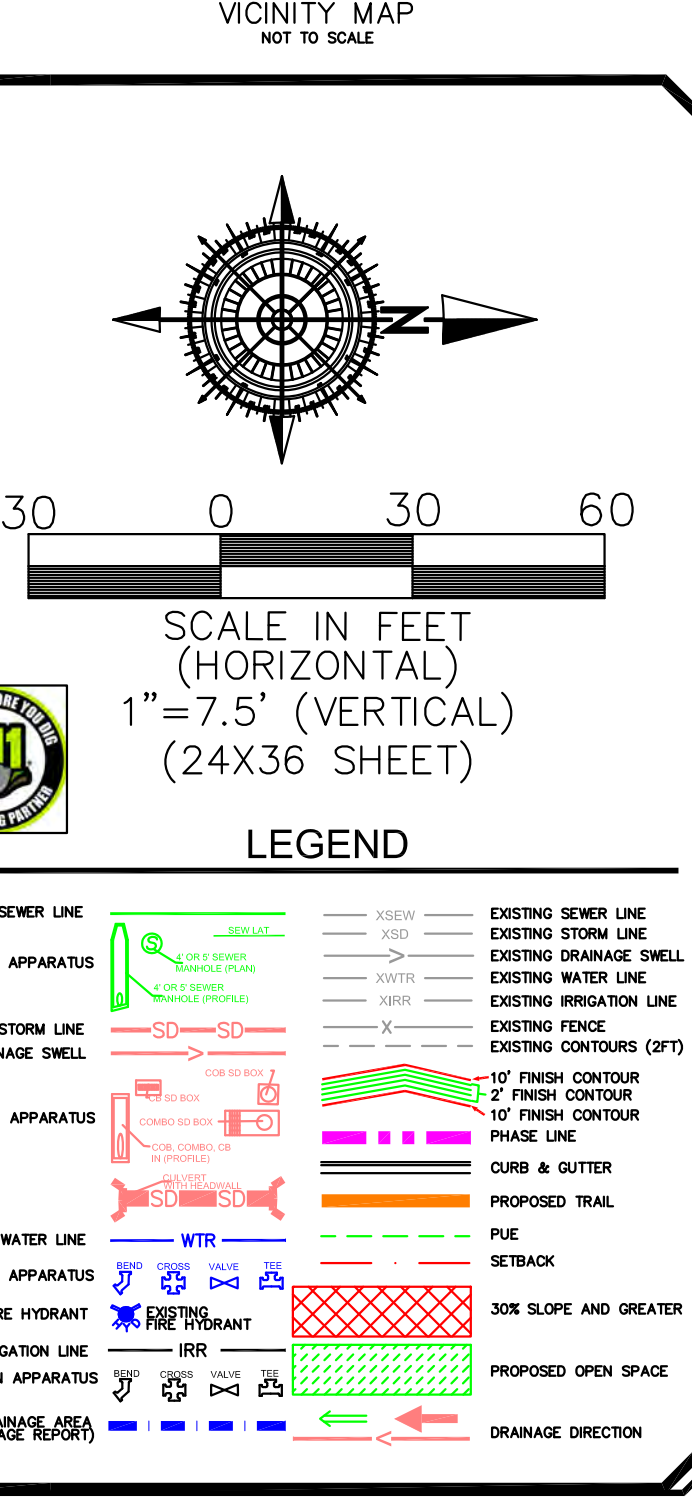 VICINITY MAP
NOT TO SCALE
N
30 0 30 60
SCALE IN FEET
(HORIZONTAL)
1"=7.5' (VERTICAL)
(24X36 SHEET)
YOU DIG
PARTNER
LEGEND
SEWER LINE
SEW LAT
S
4' OR 5' SEWER
MANHOLE (PLAN)
APPARATUS
4' OR 5' SEWER
MANHOLE (PROFILE)
STORM LINE
SD SD
SWELL
COB SD BOX
CB SD BOX
COMBO SD BOX
APPARATUS
COB, COMBO, CB
IN (PROFILE)
CULVERT
WITH HEADWALL
SD SD
WATER LINE
WTR
BEND CROSS VALVE TEE
APPARATUS
HYDRANT
EXISTING
FIRE HYDRANT
LINE
IRR
BEND CROSS VALVE TEE
APPARATUS
AREA
REPORT)
XSEW EXISTING SEWER LINE
XSD EXISTING STORM LINE
EXISTING DRAINAGE SWELL
XWTR EXISTING WATER LINE
XIRR EXISTING IRRIGATION LINE
X EXISTING FENCE
EXISTING CONTOURS (2FT)
10' FINISH CONTOUR
2' FINISH CONTOUR
10' FINISH CONTOUR
PHASE LINE
CURB & GUTTER
PROPOSED TRAIL
PUE
SETBACK
30% SLOPE AND GREATER
PROPOSED OPEN SPACE
DRAINAGE DIRECTION